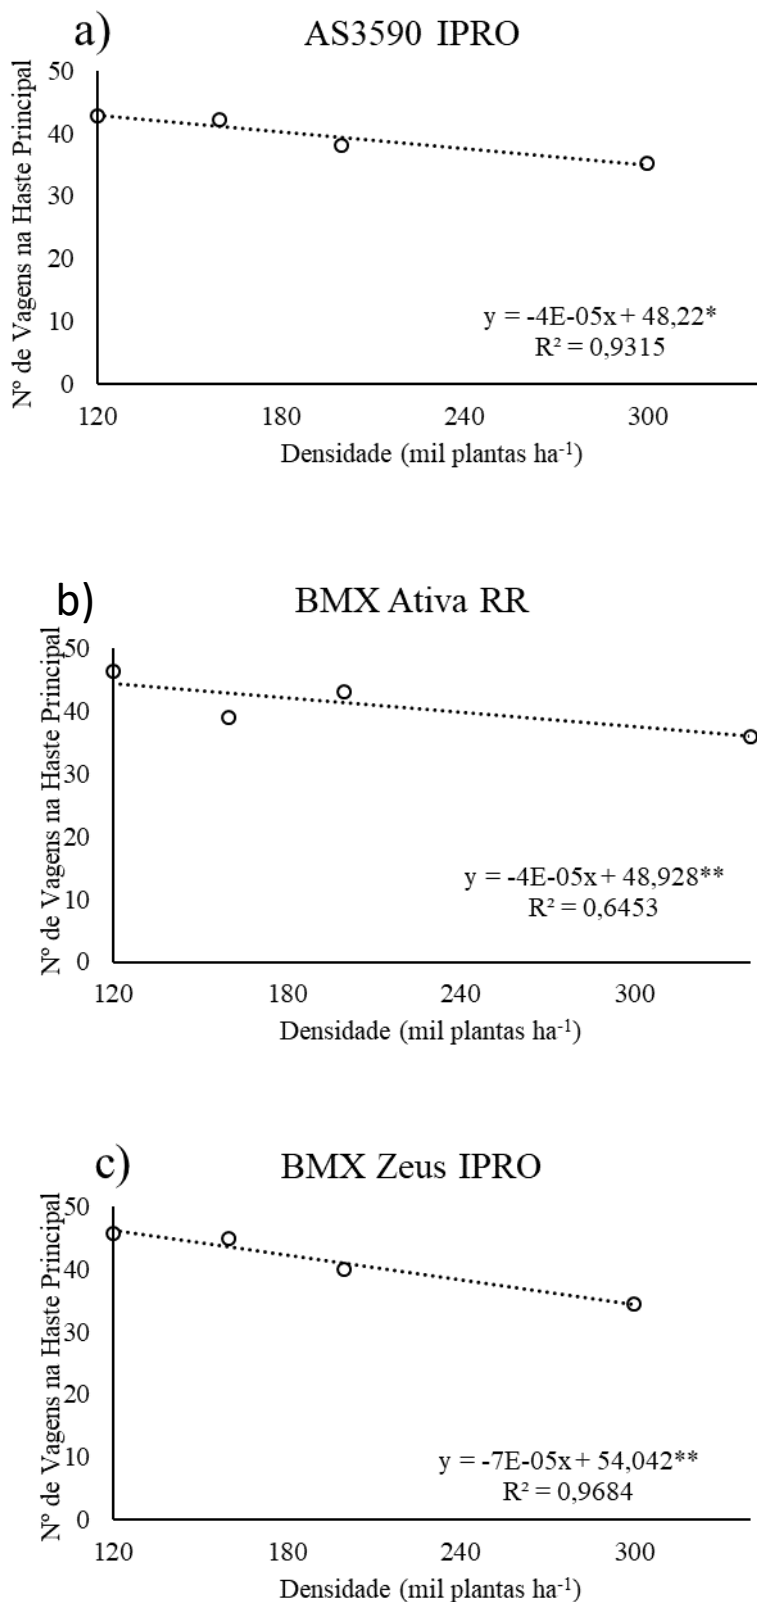 a)
AS3590 IPRO
Nº de Vagens na Haste Principal
50
40
30
20
10
0
y = -4E-05x + 48,22*
R² = 0,9315
120 180 240 300
Densidade (mil plantas ha⁻¹)
b)
BMX Ativa RR
Nº de Vagens na Haste Principal
50
40
30
20
10
0
y = -4E-05x + 48,928**
R² = 0,6453
120 180 240 300
Densidade (mil plantas ha⁻¹)
c)
BMX Zeus IPRO
Nº de Vagens na Haste Principal
50
40
30
20
10
0
y = -7E-05x + 54,042**
R² = 0,9684
120 180 240 300
Densidade (mil plantas ha⁻¹)